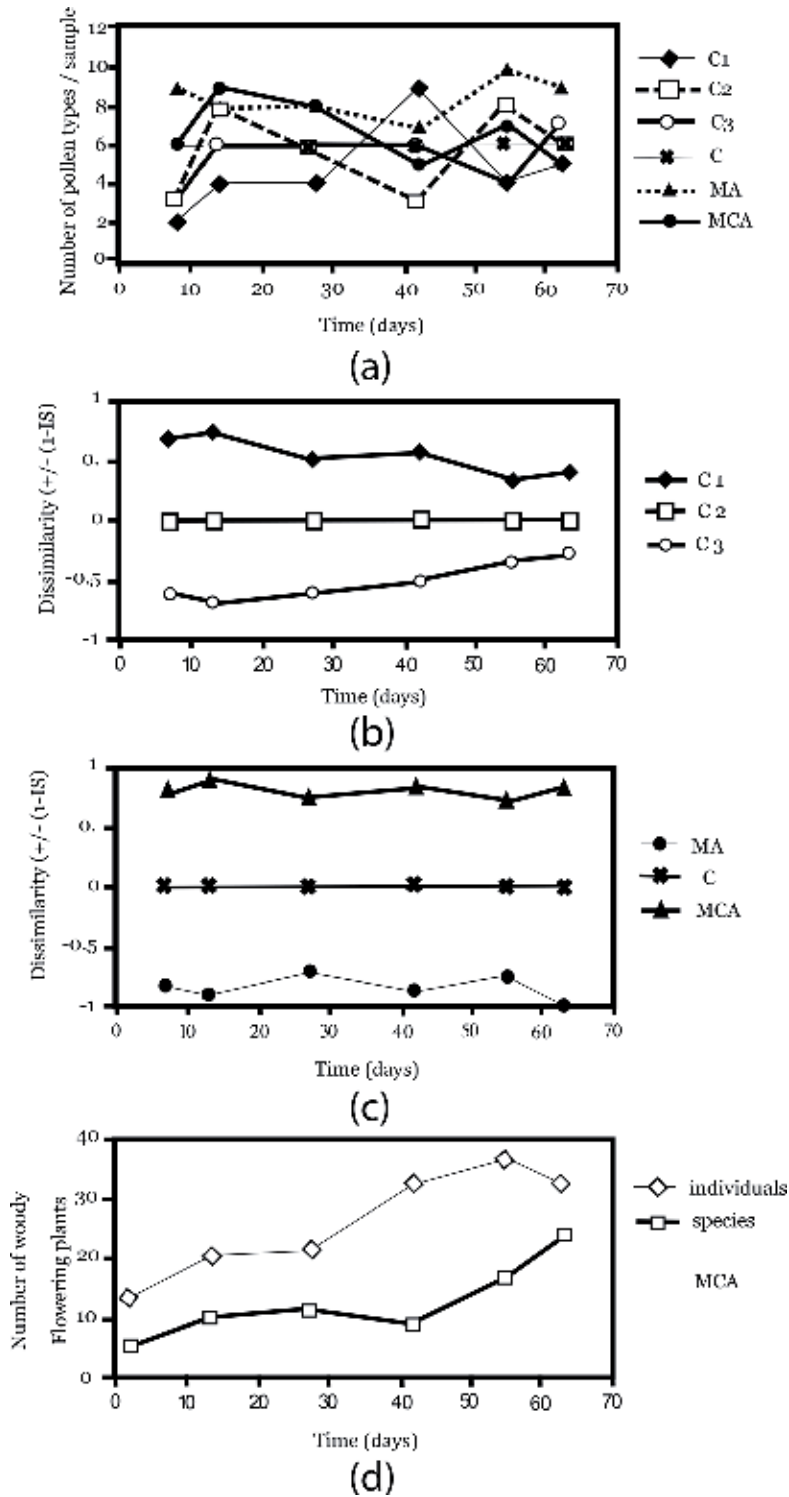 Number of pollen types / sample
12
10
8
6
4
2
0
0 10 20 30 40 50 60 70
Time (days)
C1
C2
C3
C
MA
MCA
(a)
Dissimilarity (+/- (1-IS)
1
0.
0
-0.5
-1
0 10 20 30 40 50 60 70
Time (days)
C 1
C 2
C 3
(b)
Dissimilarity (+/- (1-IS)
1
0.
0
-0.5
-1
0 10 20 30 40 50 60 70
Time (days)
MA
C
MCA
(c)
Number of woody
Flowering plants
40
30
20
10
0
0 10 20 30 40 50 60 70
Time (days)
individuals
species
MCA
(d)